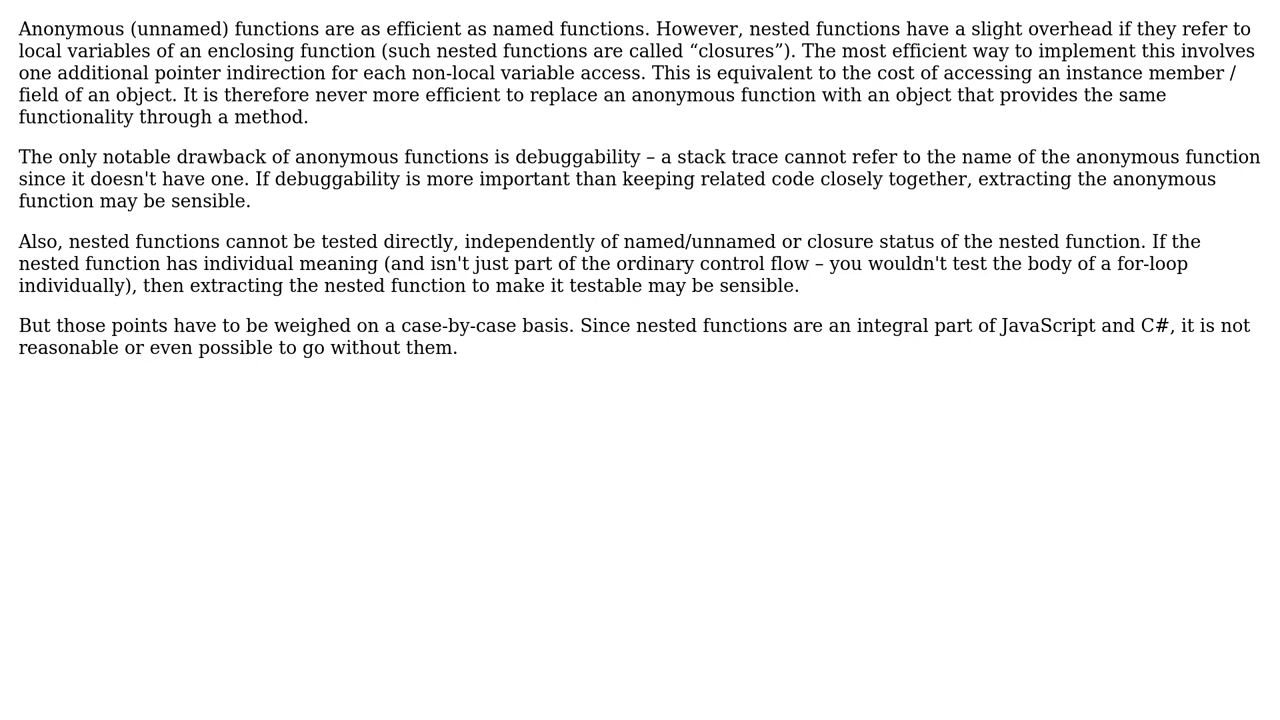 Anonymous (unnamed) functions are as efficient as named functions. However, nested functions have a slight overhead if they refer to
local variables of an enclosing function (such nested functions are called “closures”). The most efficient way to implement this involves
one additional pointer indirection for each non-local variable access. This is equivalent to the cost of accessing an instance member /
field of an object. It is therefore never more efficient to replace an anonymous function with an object that provides the same
functionality through a method.
The only notable drawback of anonymous functions is debuggability – a stack trace cannot refer to the name of the anonymous function
since it doesn't have one. If debuggability is more important than keeping related code closely together, extracting the anonymous
function may be sensible.
Also, nested functions cannot be tested directly, independently of named/unnamed or closure status of the nested function. If the
nested function has individual meaning (and isn't just part of the ordinary control flow – you wouldn't test the body of a for-loop
individually), then extracting the nested function to make it testable may be sensible.
But those points have to be weighed on a case-by-case basis. Since nested functions are an integral part of JavaScript and C#, it is not
reasonable or even possible to go without them.